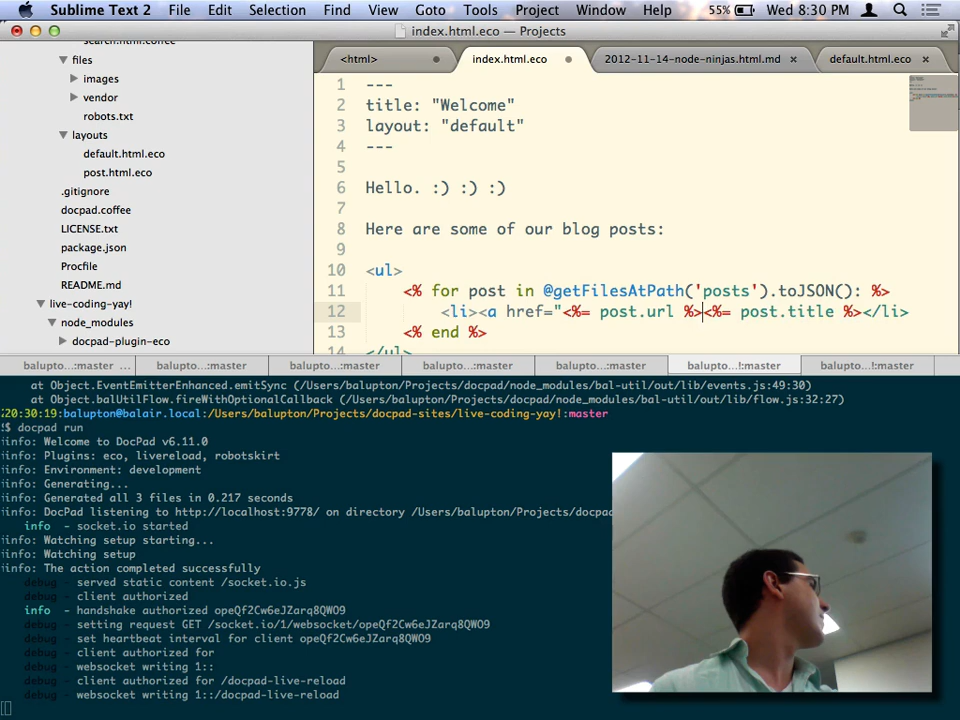 Sublime Text 2 File Edit Selection Find View Goto Tools Project Window Help 55% Wed 8:30 PM
index.html.eco — Projects
search.html.coffee
files
images
vendor
robots.txt
layouts
default.html.eco
post.html.eco
.gitignore
docpad.coffee
LICENSE.txt
package.json
Procfile
README.md
live-coding-yay!
node_modules
docpad-plugin-eco
<html> index.html.eco 2012-11-14-node-ninjas.html.md default.html.eco
1 ---
2 title: "Welcome"
3 layout: "default"
4 ---
5
6 Hello. :) :) :)
7
8 Here are some of our blog posts:
9
10 <ul>
11 <% for post in @getFilesAtPath('posts').toJSON(): %>
12 <li><a href="<%= post.url %><%= post.title %></li>
13 <% end %>
14 </ul>
balupton...:master ... balupton...:!master balupton...:!master balupton...:!master balupton...:!master balupton...:!master
at Object.EventEmitterEnhanced.emitSync (/Users/balupton/Projects/docpad/node_modules/bal-util/out/lib/events.js:49:30)
at Object.balUtilFlow.fireWithOptionalCallback (/Users/balupton/Projects/docpad/node_modules/bal-util/out/lib/flow.js:32:27)
20:30:19:balupton@balair.local:/Users/balupton/Projects/docpad-sites/live-coding-yay!:master
$ docpad run
info: Welcome to DocPad v6.11.0
info: Plugins: eco, livereload, robotskirt
info: Environment: development
info: Generating...
info: Generated all 3 files in 0.217 seconds
info: DocPad listening to http://localhost:9778/ on directory /Users/balupton/Projects/docpad
info - socket.io started
info: Watching setup starting...
info: Watching setup
info: The action completed successfully
debug - served static content /socket.io.js
debug - client authorized
info - handshake authorized opeQf2Cw6eJZarq8QWO9
debug - setting request GET /socket.io/1/websocket/opeQf2Cw6eJZarq8QWO9
debug - set heartbeat interval for client opeQf2Cw6eJZarq8QWO9
debug - client authorized for
debug - websocket writing 1::
debug - client authorized for /docpad-live-reload
debug - websocket writing 1::/docpad-live-reload